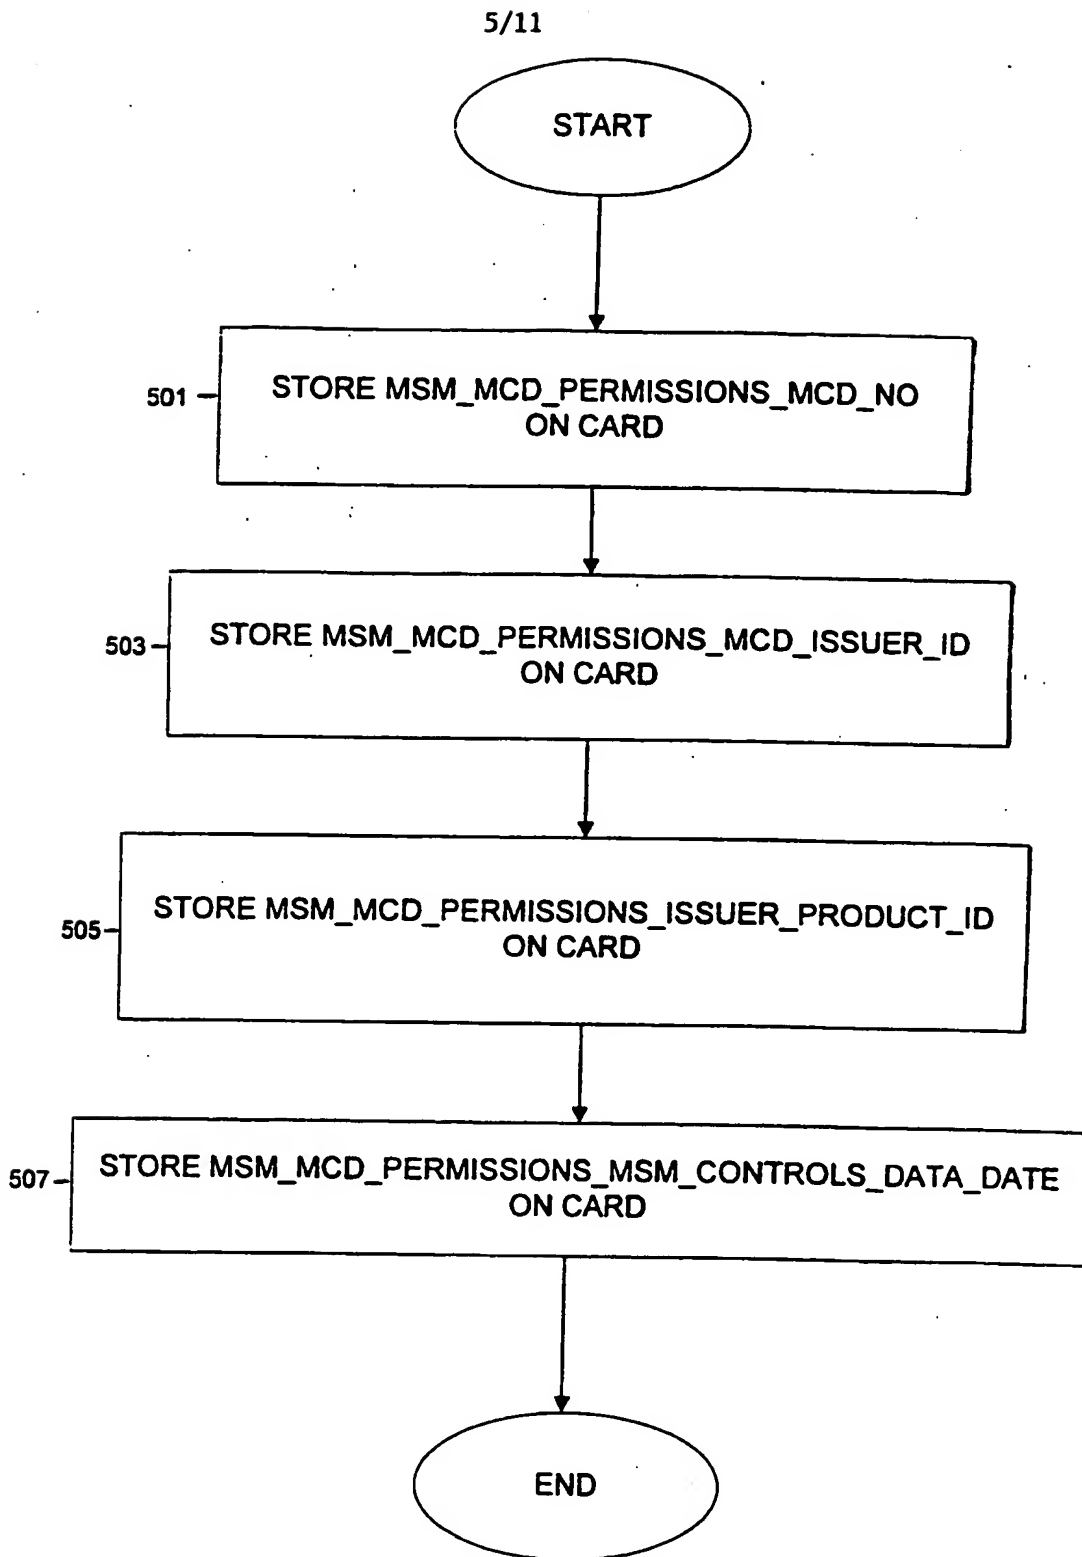 5/11
START
501
STORE MSM_MCD_PERMISSIONS_MCD_NO
ON CARD
503
STORE MSM_MCD_PERMISSIONS_MCD_ISSUER_ID
ON CARD
505
STORE MSM_MCD_PERMISSIONS_ISSUER_PRODUCT_ID
ON CARD
507
STORE MSM_MCD_PERMISSIONS_MSM_CONTROLS_DATA_DATE
ON CARD
END